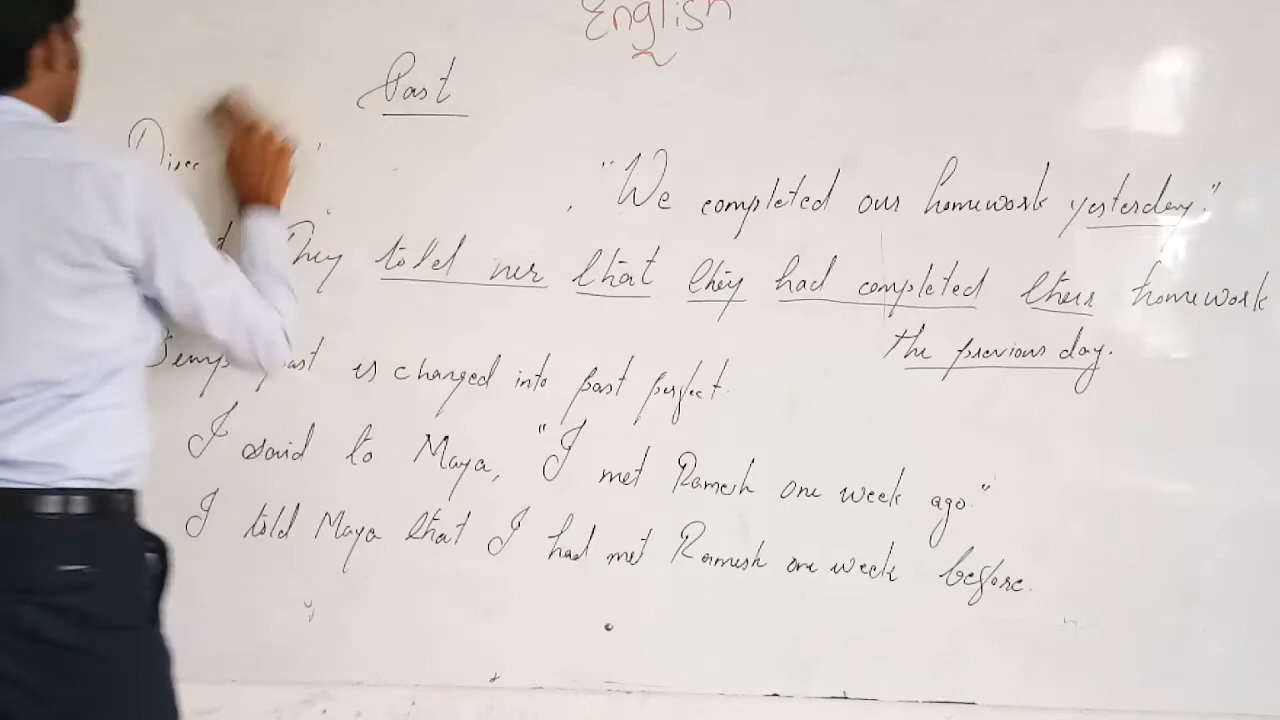 English
Past
Direc
"We completed our homework yesterday."
They told her that they had completed their homework
the previous day.
past is changed into past perfect.
I said to Maya, "I met Ramesh one week ago."
I told Maya that I had met Ramesh one week before.